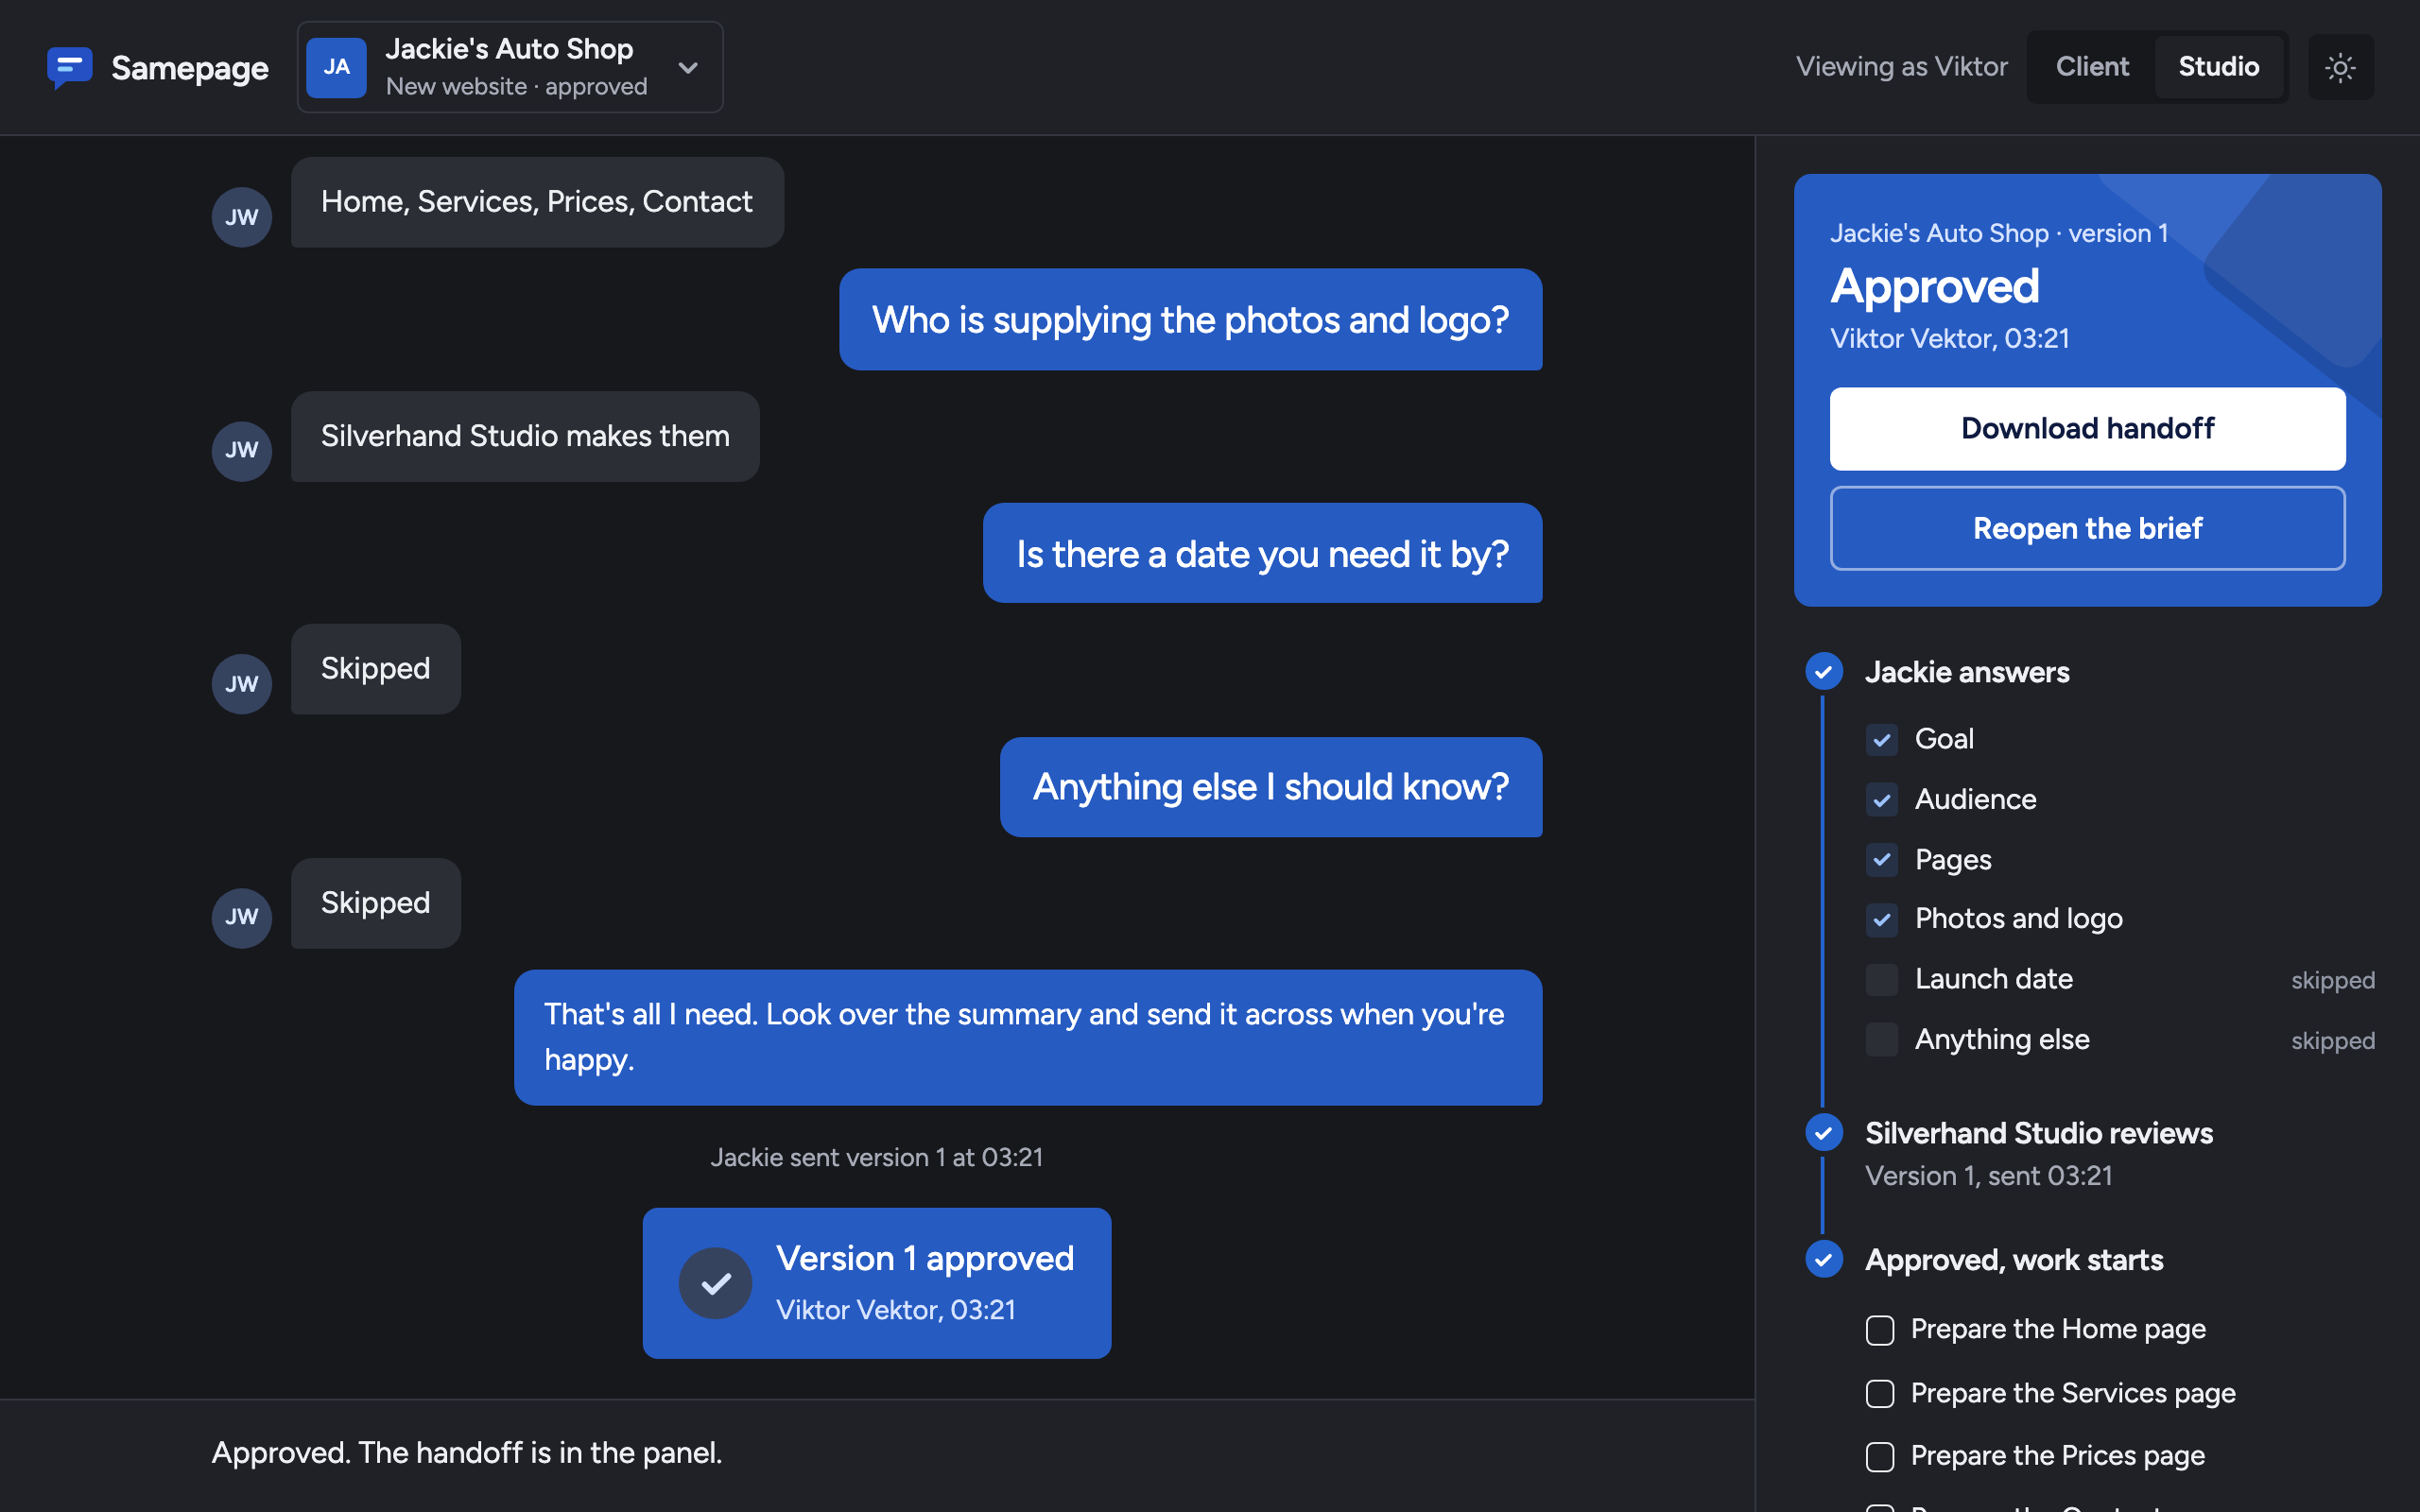 Samepage
JA
Jackie's Auto Shop
New website · approved
Viewing as Viktor
Client
Studio
JW
Home, Services, Prices, Contact
Who is supplying the photos and logo?
JW
Silverhand Studio makes them
Is there a date you need it by?
JW
Skipped
Anything else I should know?
JW
Skipped
That's all I need. Look over the summary and send it across when you're
happy.
Jackie sent version 1 at 03:21
Version 1 approved
Viktor Vektor, 03:21
Approved. The handoff is in the panel.
Jackie's Auto Shop · version 1
Approved
Viktor Vektor, 03:21
Download handoff
Reopen the brief
Jackie answers
Goal
Audience
Pages
Photos and logo
Launch date skipped
Anything else skipped
Silverhand Studio reviews
Version 1, sent 03:21
Approved, work starts
Prepare the Home page
Prepare the Services page
Prepare the Prices page